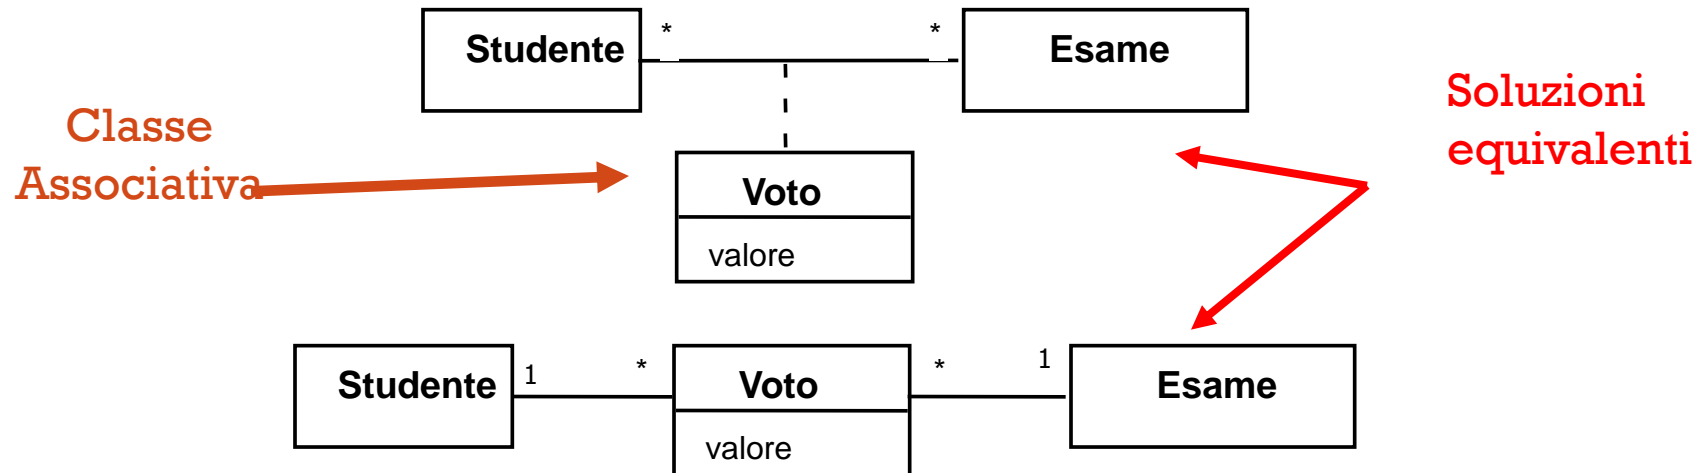 Studente * * Esame
Classe
Associativa
Soluzioni
equivalenti
Voto
valore
Studente 1 * Voto * 1 Esame
valore